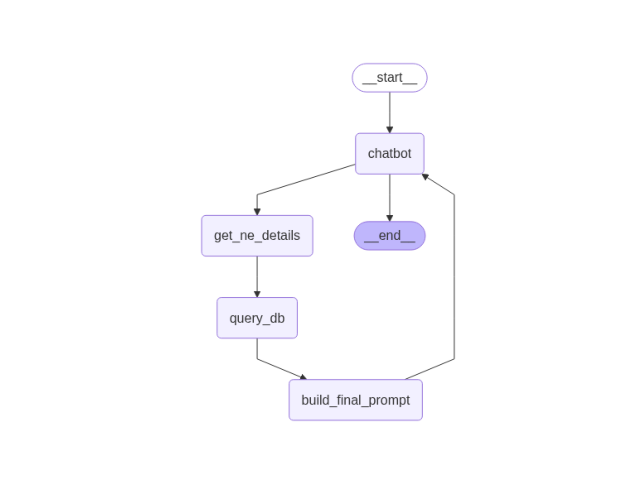 __start__
chatbot
get_ne_details
__end__
query_db
build_final_prompt